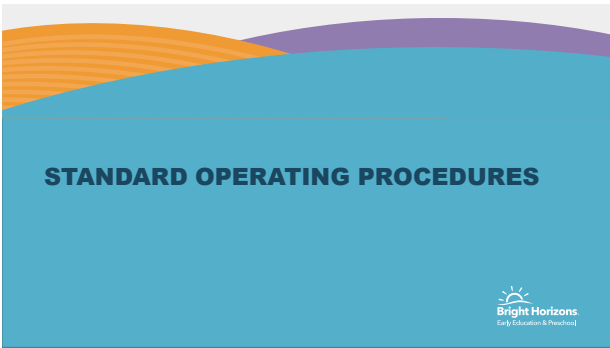 STANDARD OPERATING PROCEDURES
Bright Horizons.
Early Education & Preschool